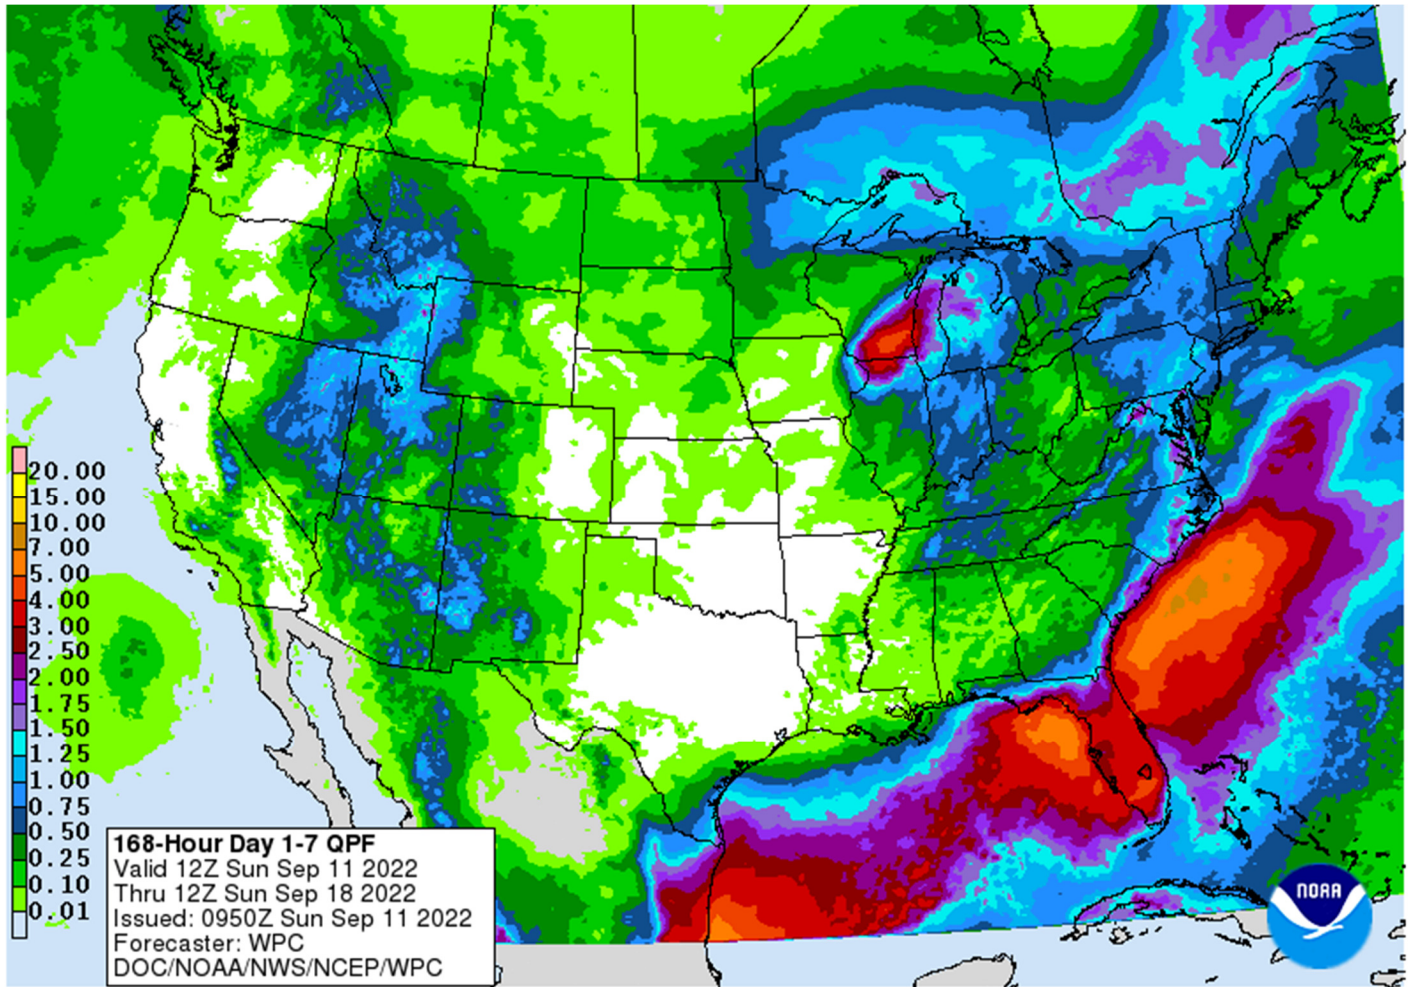 20.00
15.00
10.00
7.00
5.00
4.00
3.00
2.50
2.00
1.75
1.50
1.25
1.00
0.75
0.50
0.25
0.10
0.01
168-Hour Day 1-7 QPF
Valid 12Z Sun Sep 11 2022
Thru 12Z Sun Sep 18 2022
Issued: 0950Z Sun Sep 11 2022
Forecaster: WPC
DOC/NOAA/NWS/NCEP/WPC
NOAA